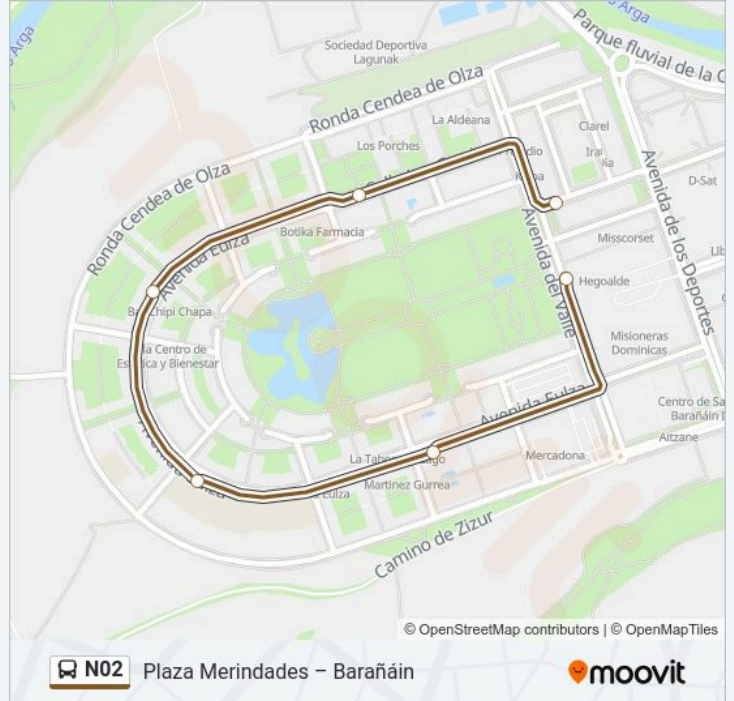 Arga
Arga
Parque fluvial de la C
Sociedad Deportiva
Lagunak
Ronda Cendea de Olza
La Aldeana
Clarel
Los Porches
D-Sat
Ronda Cendea de Olza
Avenida de los Deportes
Botika Farmacia
Misscorset
Avenida Eulza
Avenida del Valle
Hegoalde
Chipi Chapa
Misioneras
Dominicas
Centro de
Bienestar
Avenida Eulza
Centro de Sa
Barañáin
Aitzane
Mercadona
La
Martinez Gurrea
Eulza
Camino de Zizur
© OpenStreetMap contributors | © OpenMapTiles
N02 Plaza Merindades – Barañáin
moovit